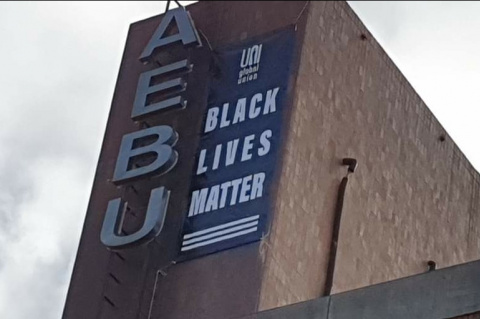 AEBU
UNI
global
union
BLACK
LIVES
MATTER